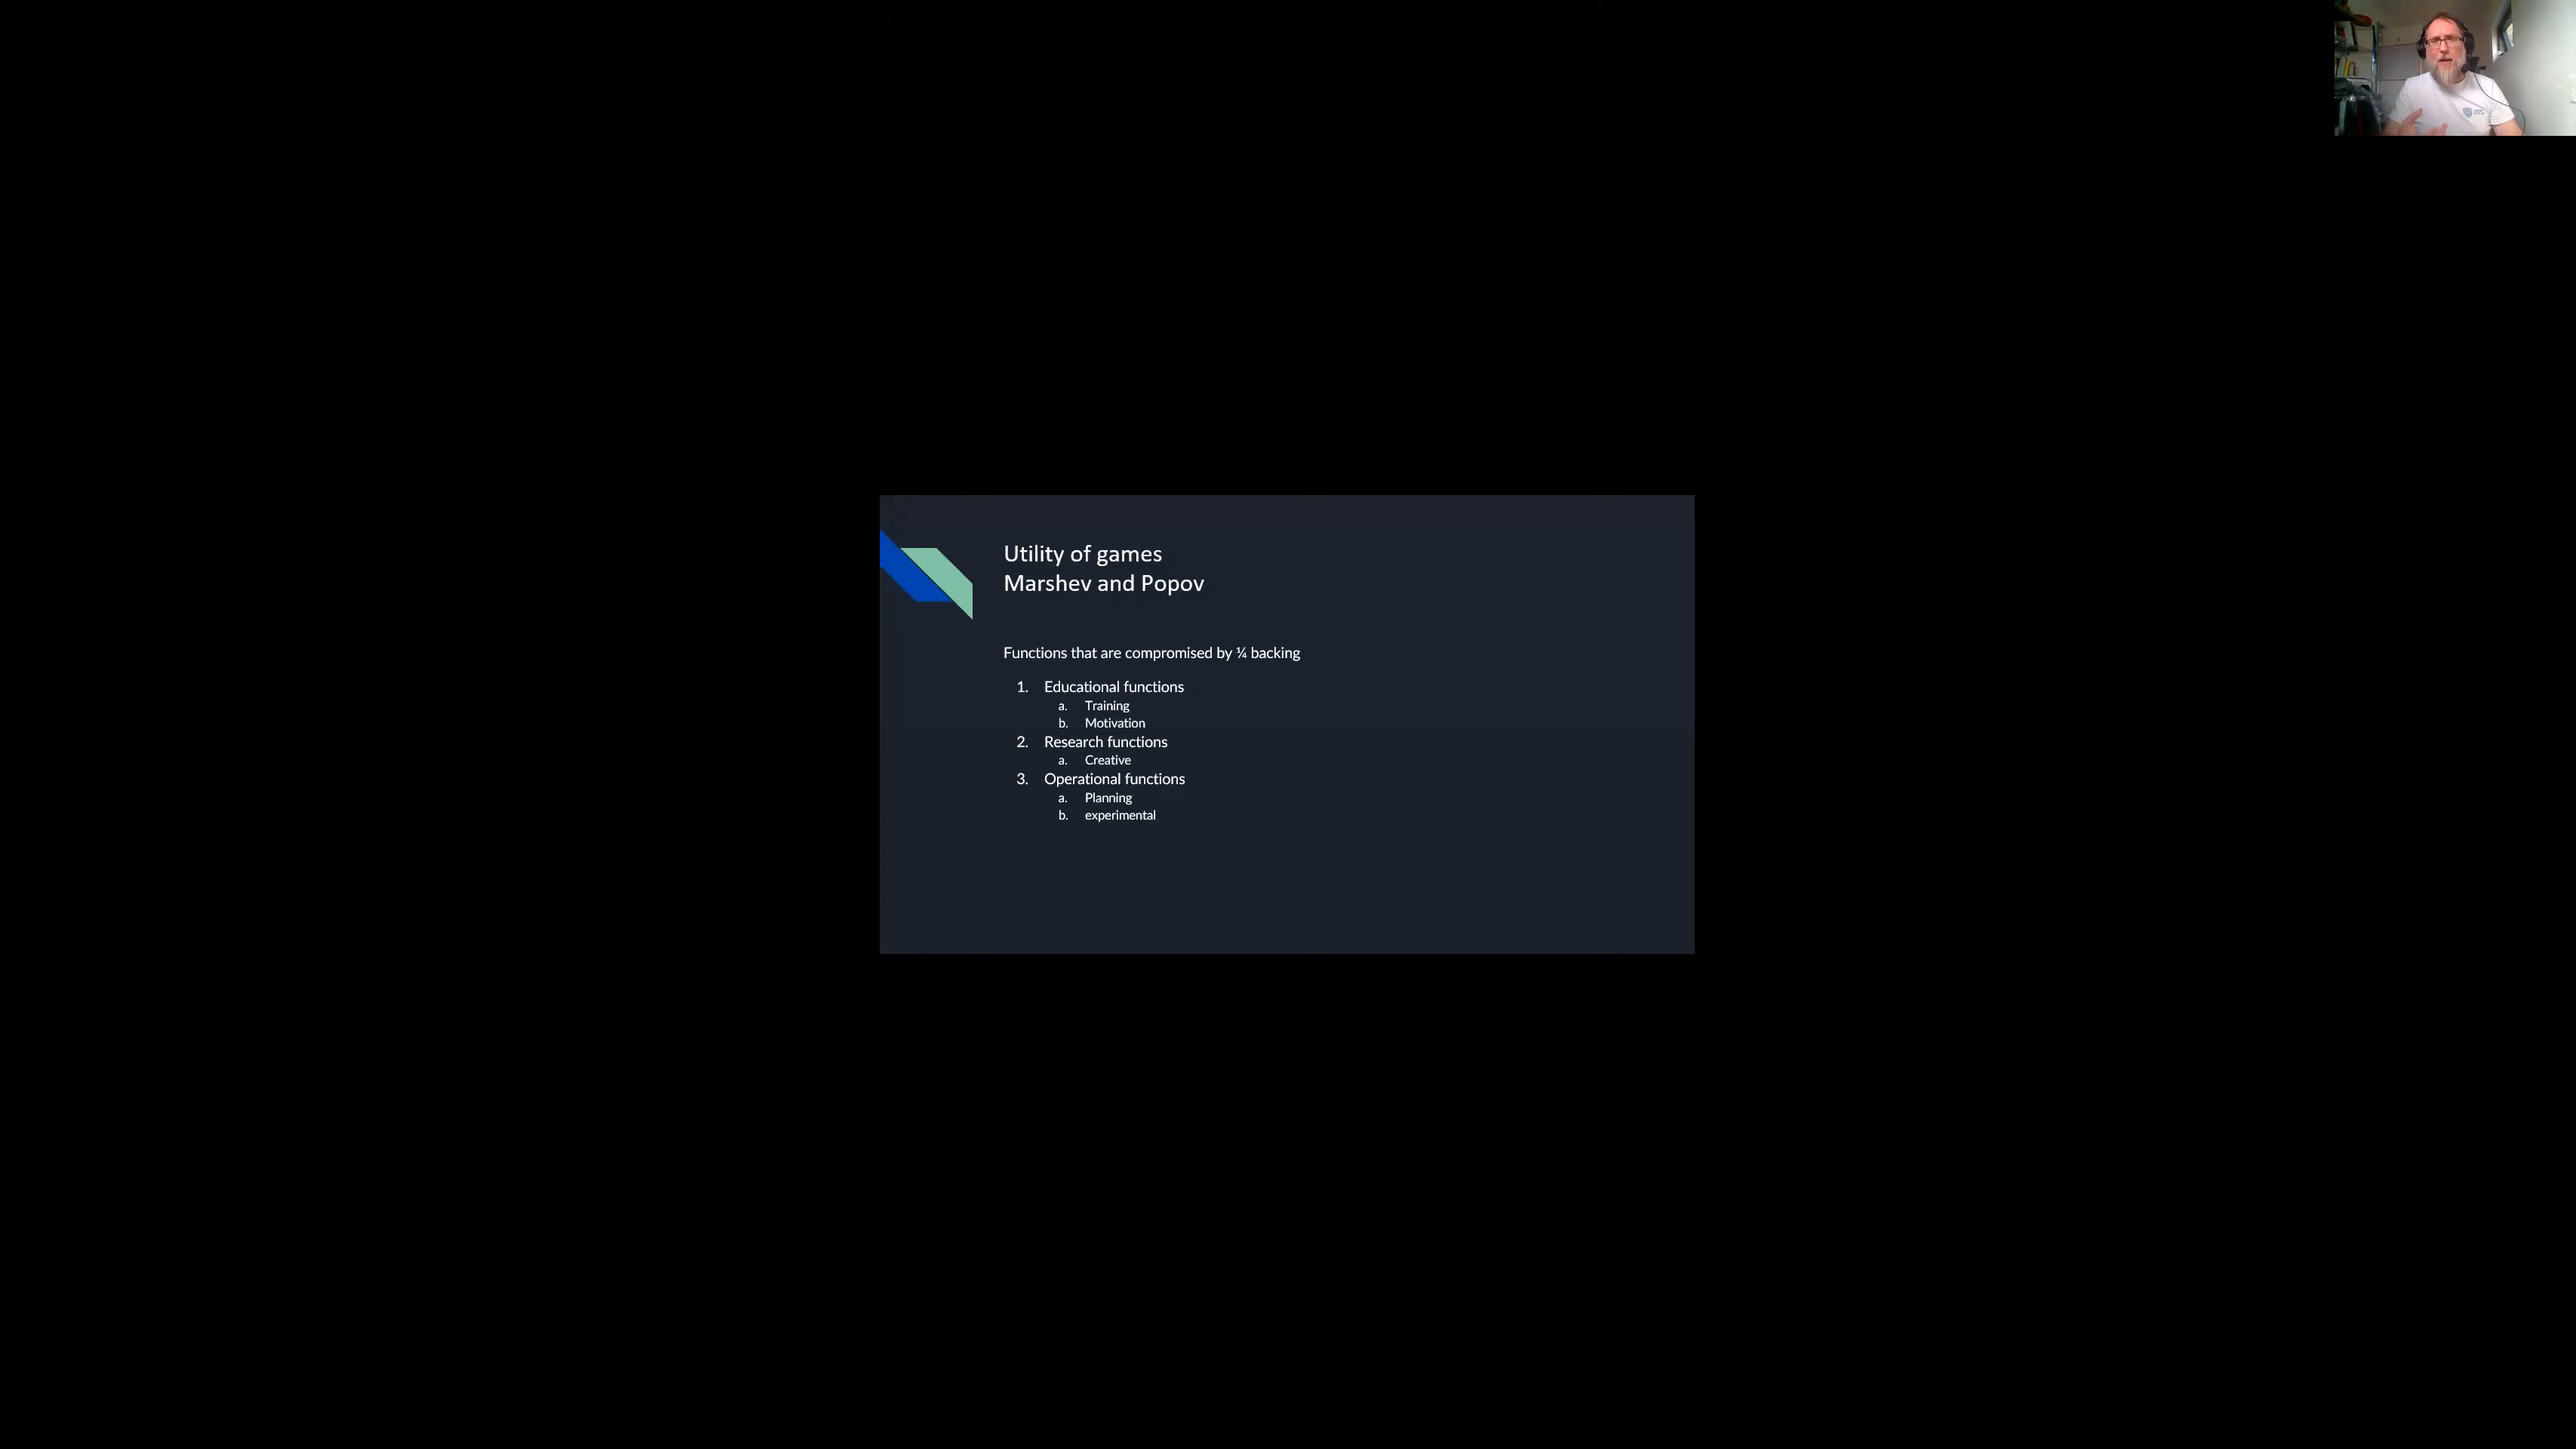 Utility of games
Marshev and Popov
Functions that are compromised by ¼ backing
1. Educational functions
a. Training
b. Motivation
2. Research functions
a. Creative
3. Operational functions
a. Planning
b. experimental